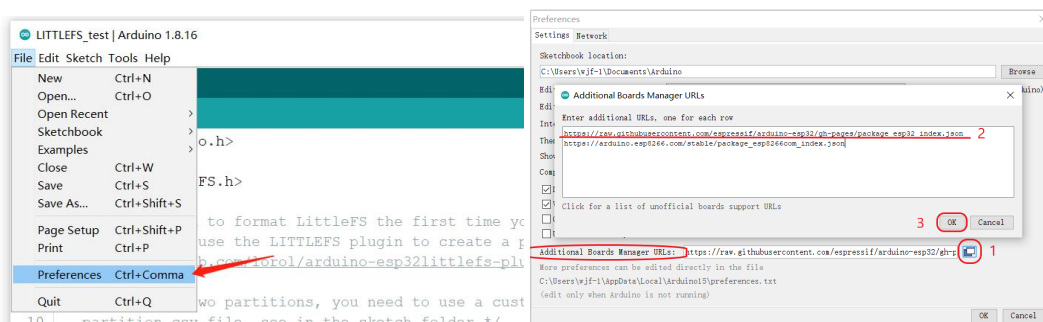 LITTLEFS_test | Arduino 1.8.16
File Edit Sketch Tools Help
New Ctrl+N
Open... Ctrl+O
Open Recent >
Sketchbook >
Examples >
Close Ctrl+W
Save Ctrl+S
Save As... Ctrl+Shift+S
Page Setup Ctrl+Shift+P
Print Ctrl+P
Preferences Ctrl+Comma
Quit Ctrl+Q
o.h>
FS.h>
to format LittleFS the first time yo
use the LITTLEFS plugin to create a p
b.com/lorol/arduino-esp32littlefs-plu
wo partitions, you need to use a cust
10 partition.csv file, see in the sketch folder */
Preferences
Settings Network
Sketchbook location:
C:\Users\wjf-1\Documents\Arduino Browse
Additional Boards Manager URLs
Enter additional URLs, one for each row
https://raw.githubusercontent.com/espressif/arduino-esp32/gh-pages/package_esp32_index.json 2
https://arduino.esp8266.com/stable/package_esp8266com_index.json
Click for a list of unofficial boards support URLs
3 OK Cancel
Additional Boards Manager URLs: https://raw.githubusercontent.com/espressif/arduino-esp32/gh-p 1
More preferences can be edited directly in the file
C:\Users\wjf-1\AppData\Local\Arduino15\preferences.txt
(edit only when Arduino is not running)
OK Cancel